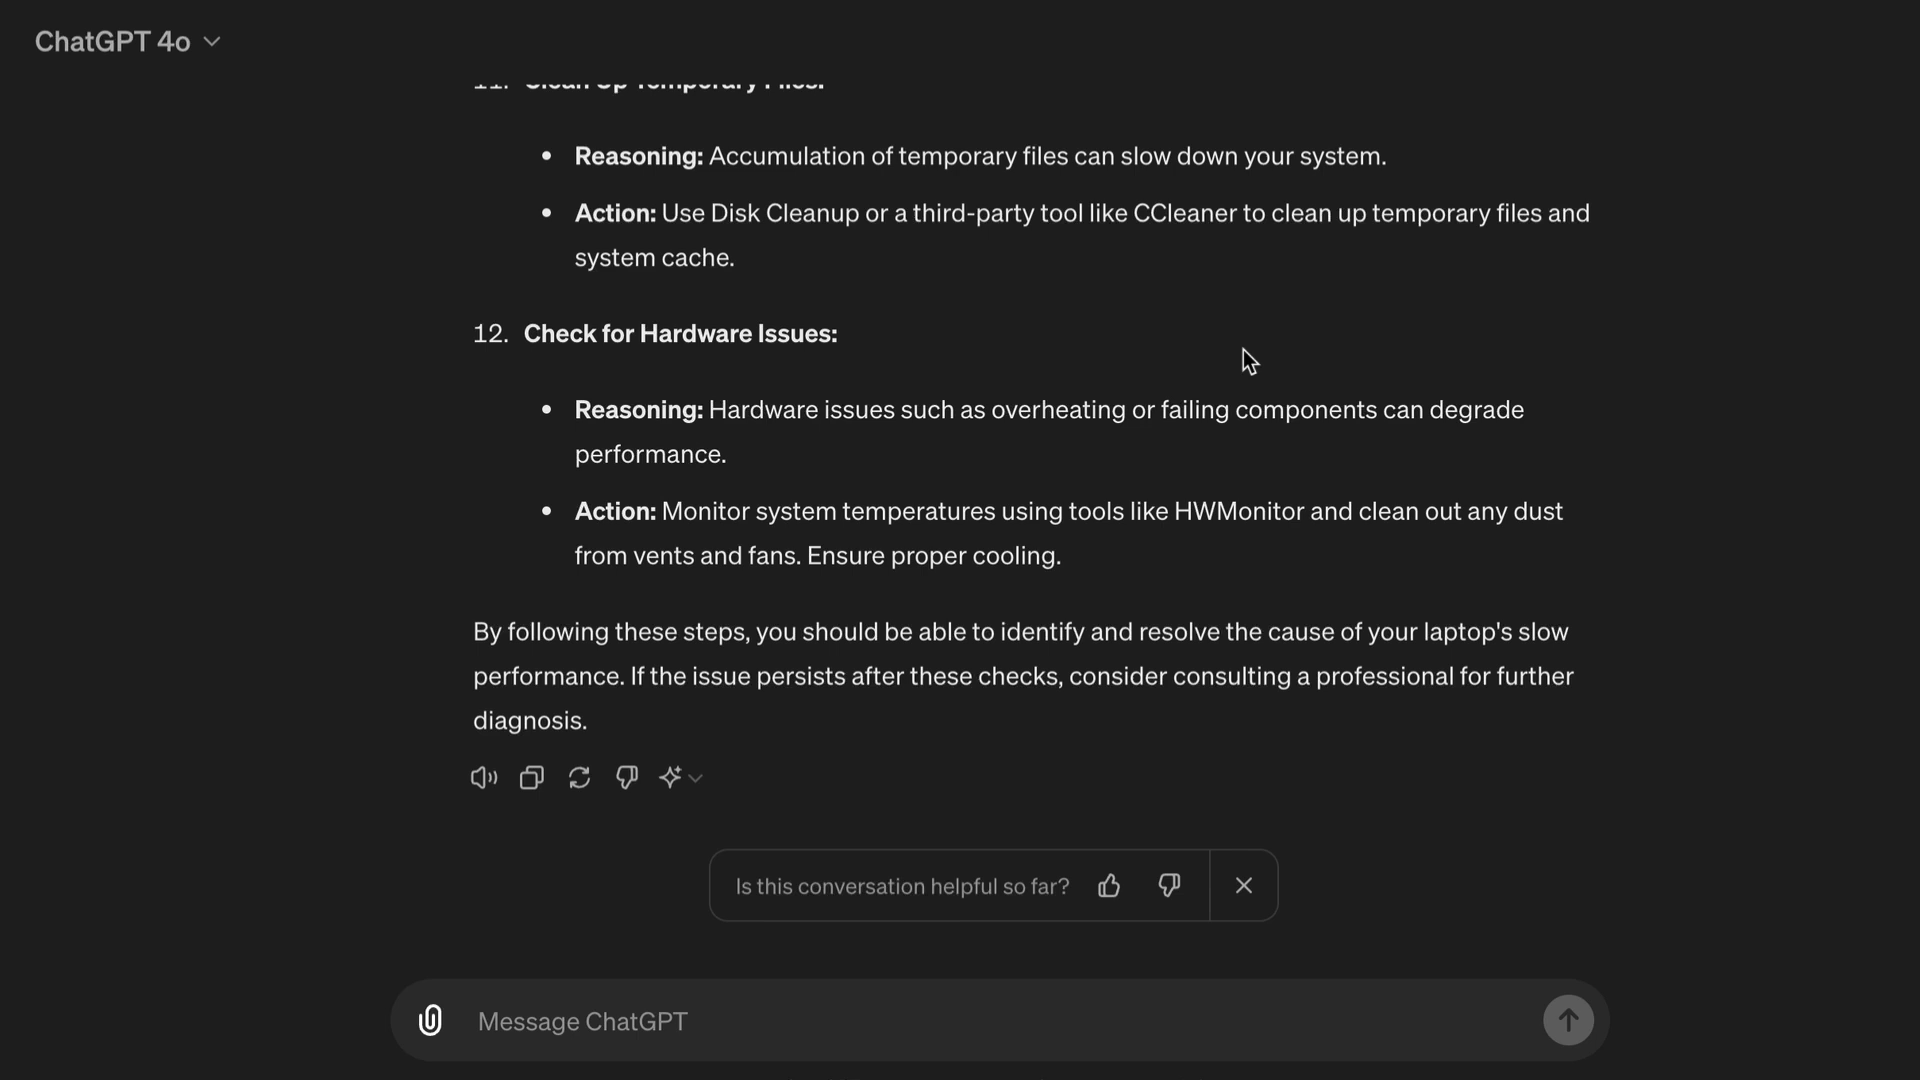 ChatGPT 4o
11. Clean Up Temporary Files:
• Reasoning: Accumulation of temporary files can slow down your system.
• Action: Use Disk Cleanup or a third-party tool like CCleaner to clean up temporary files and
system cache.
12. Check for Hardware Issues:
• Reasoning: Hardware issues such as overheating or failing components can degrade
performance.
• Action: Monitor system temperatures using tools like HWMonitor and clean out any dust
from vents and fans. Ensure proper cooling.
By following these steps, you should be able to identify and resolve the cause of your laptop's slow
performance. If the issue persists after these checks, consider consulting a professional for further
diagnosis.
Is this conversation helpful so far?
Message ChatGPT